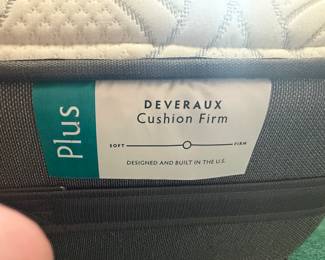 Plus
DEVERAUX
Cushion Firm
SOFT FIRM
DESIGNED AND BUILT IN THE U.S.